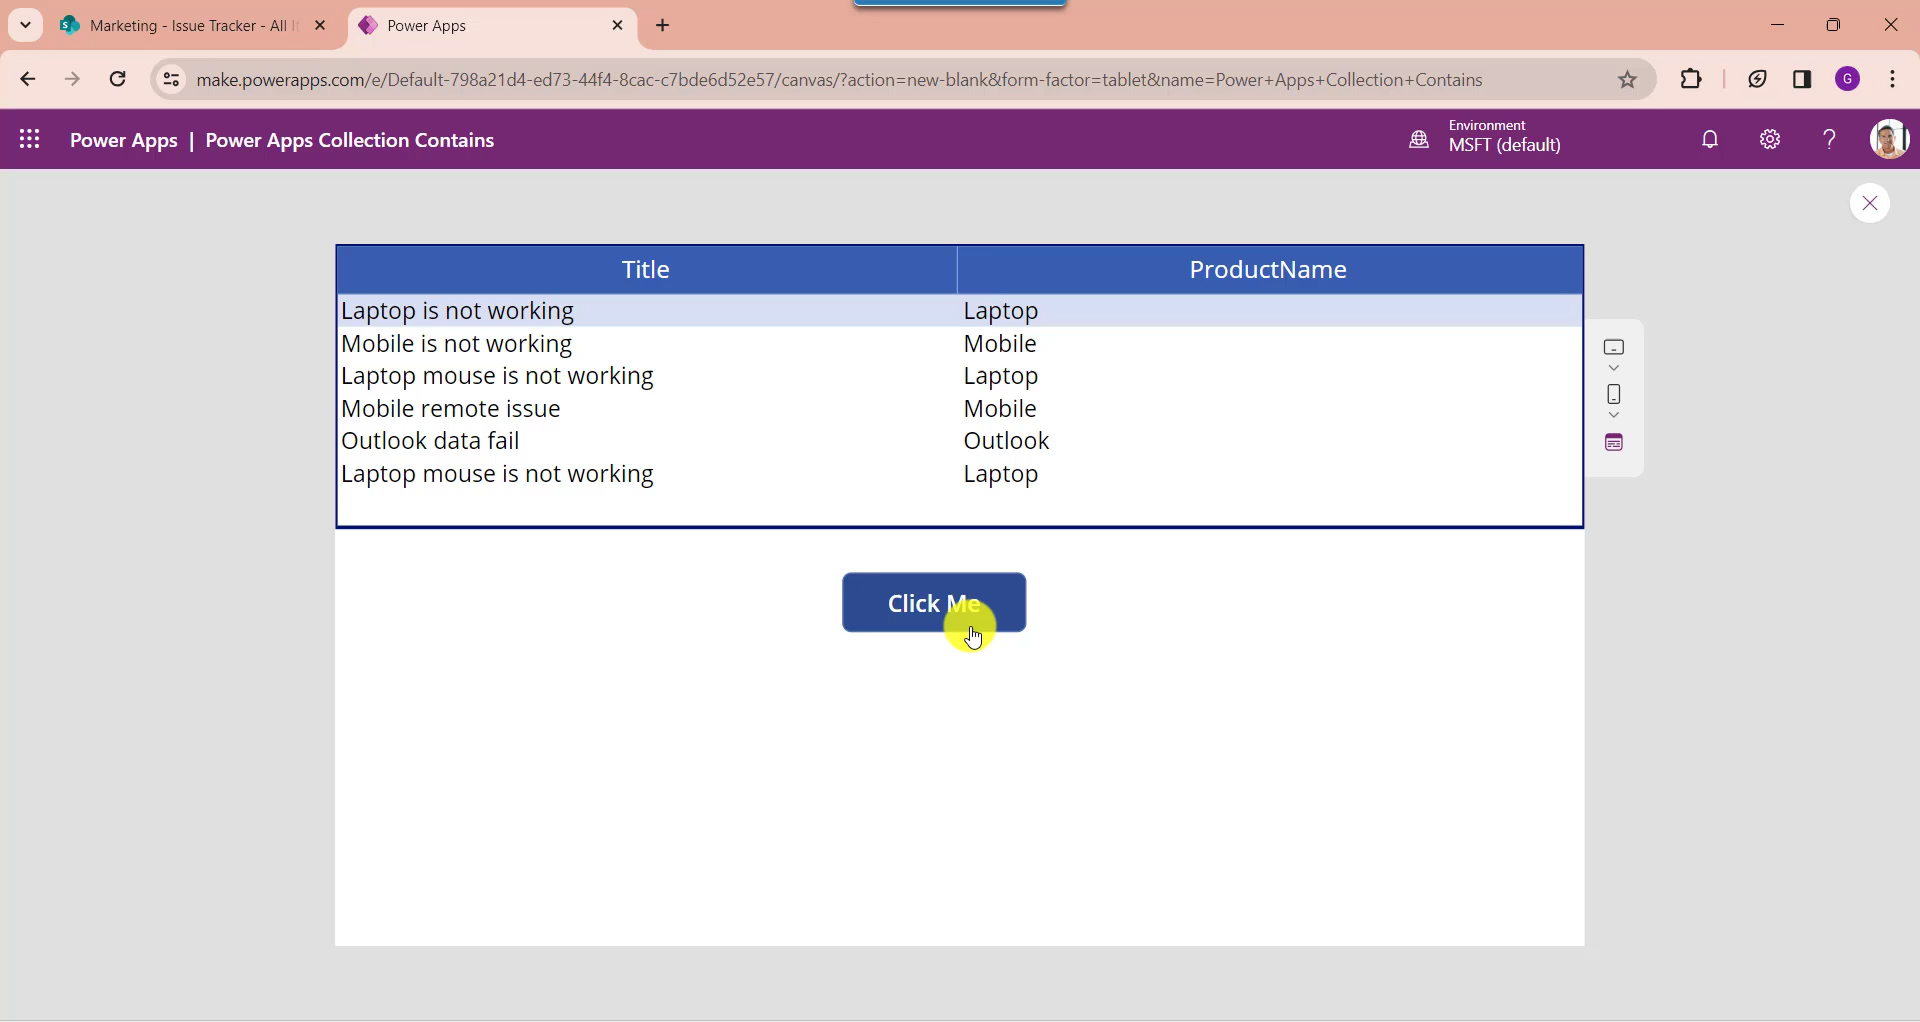 Marketing - Issue Tracker - All
Power Apps
make.powerapps.com/e/Default-798a21d4-ed73-44f4-8cac-c7bde6d52e57/canvas/?action=new-blank&form-factor=tablet&name=Power+Apps+Collection+Contains
G
Power Apps | Power Apps Collection Contains
Environment
MSFT (default)
Title ProductName
Laptop is not working Laptop
Mobile is not working Mobile
Laptop mouse is not working Laptop
Mobile remote issue Mobile
Outlook data fail Outlook
Laptop mouse is not working Laptop
Click Me